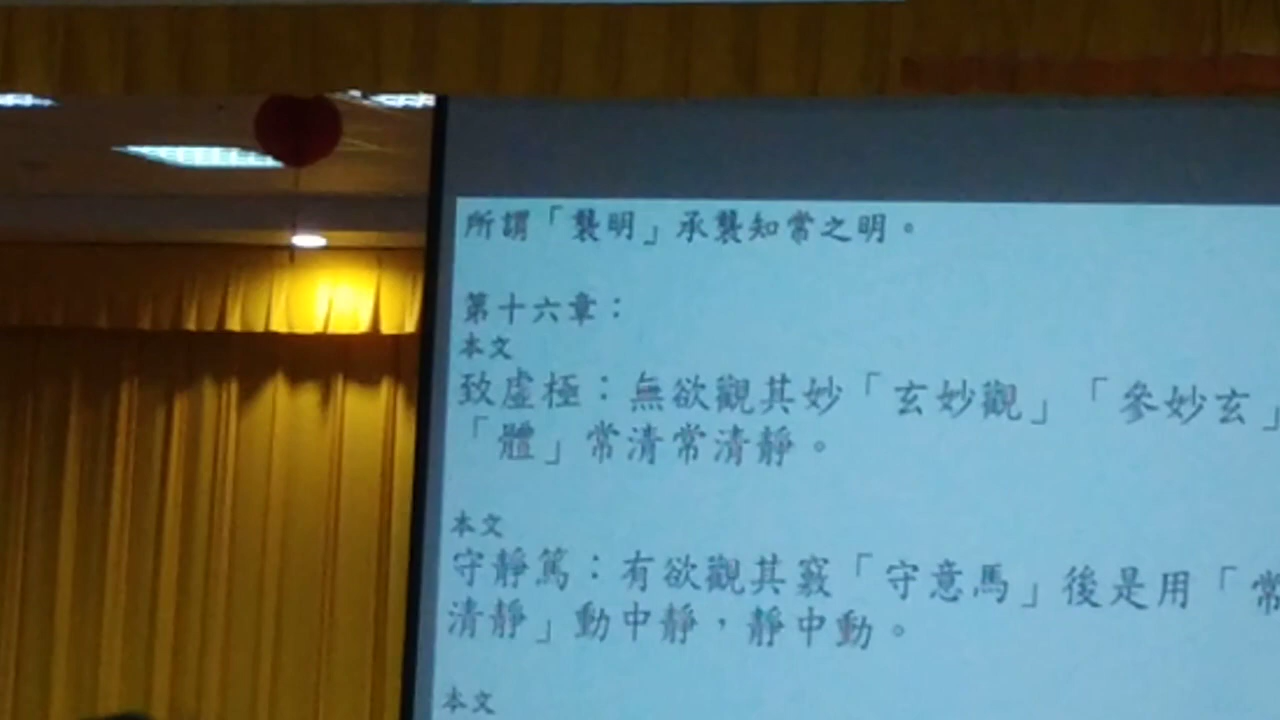 所謂「襲明」承襲知常之明。
第十六章：
本文
致虛極：無欲觀其妙「玄妙觀」「參妙玄」
「體」常清常清靜。
本文
守靜篤：有欲觀其竅「守意馬」後是用「常
清靜」動中靜，靜中動。
本文